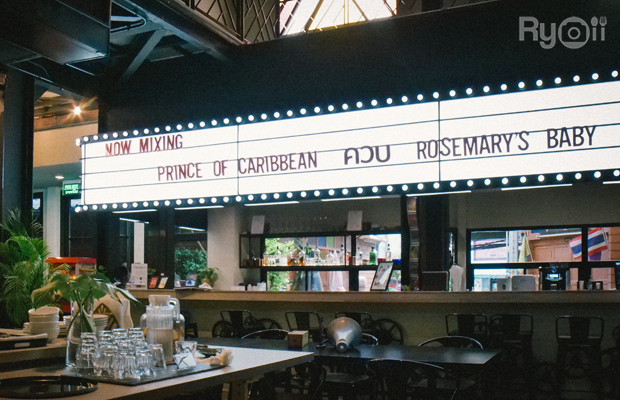 Ryoii
NOW MIXING
PRINCE OF CARIBBEAN ควบ ROSEMARY'S BABY